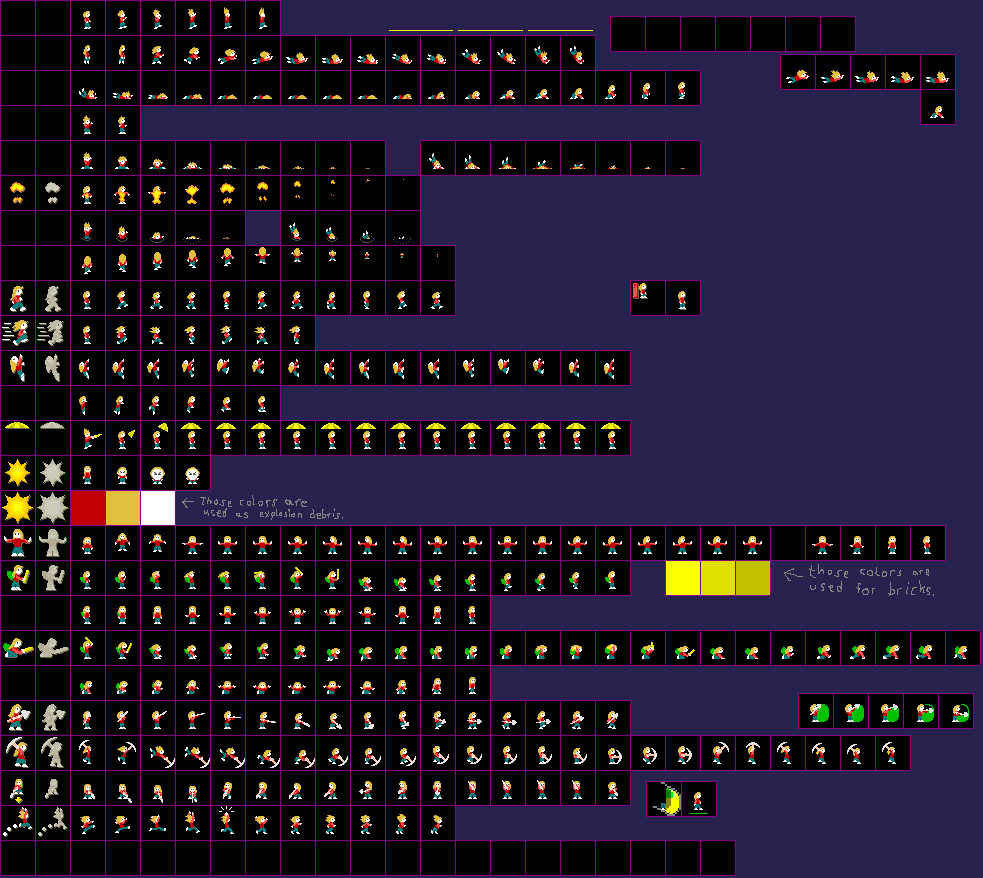 ← Those colors are
used as explosion debris.
← those colors are
used for bricks.